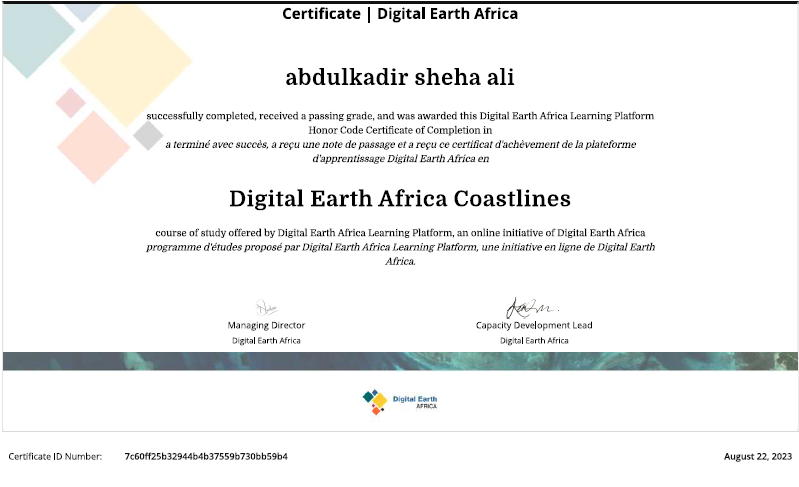 Certificate | Digital Earth Africa
abdulkadir sheha ali
successfully completed, received a passing grade, and was awarded this Digital Earth Africa Learning Platform
Honor Code Certificate of Completion in
a terminé avec succès, a reçu une note de passage et a reçu ce certificat d'achèvement de la plateforme
d'apprentissage Digital Earth Africa en
Digital Earth Africa Coastlines
course of study offered by Digital Earth Africa Learning Platform, an online initiative of Digital Earth Africa
programme d'études proposé par Digital Earth Africa Learning Platform, une initiative en ligne de Digital Earth
Africa.
Managing Director
Digital Earth Africa
Capacity Development Lead
Digital Earth Africa
Digital Earth
AFRICA
Certificate ID Number: 7c60ff25b32944b4b37559b730bb59b4
August 22, 2023